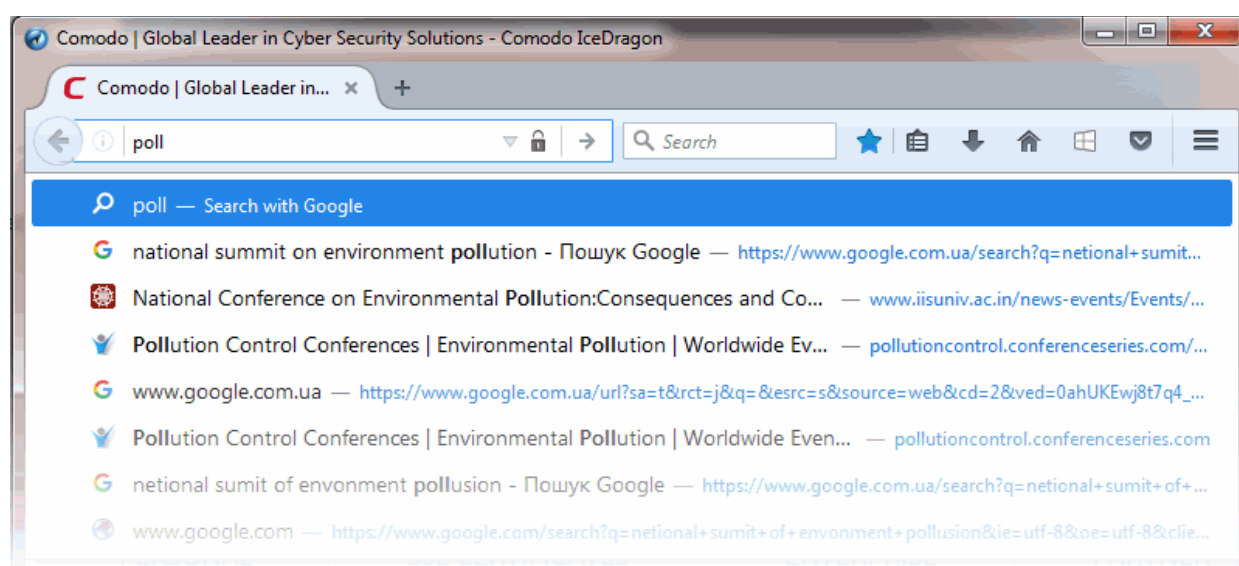 Comodo | Global Leader in Cyber Security Solutions - Comodo IceDragon
Comodo | Global Leader in...
poll Search
poll — Search with Google
national summit on environment pollution - Пошук Google — https://www.google.com.ua/search?q=netional+sumit...
National Conference on Environmental Pollution:Consequences and Co... — www.iisuniv.ac.in/news-events/Events/...
Pollution Control Conferences | Environmental Pollution | Worldwide Ev... — pollutioncontrol.conferenceseries.com/...
www.google.com.ua — https://www.google.com.ua/url?sa=t&rct=j&q=&esrc=s&source=web&cd=2&ved=0ahUKEwj8t7q4_...
Pollution Control Conferences | Environmental Pollution | Worldwide Even... — pollutioncontrol.conferenceseries.com
netional sumit of envonment pollusion - Пошук Google — https://www.google.com.ua/search?q=netional+sumit+of+...
www.google.com — https://www.google.com/search?q=netional+sumit+of+envonment+pollusion&ie=utf-8&oe=utf-8&clie...